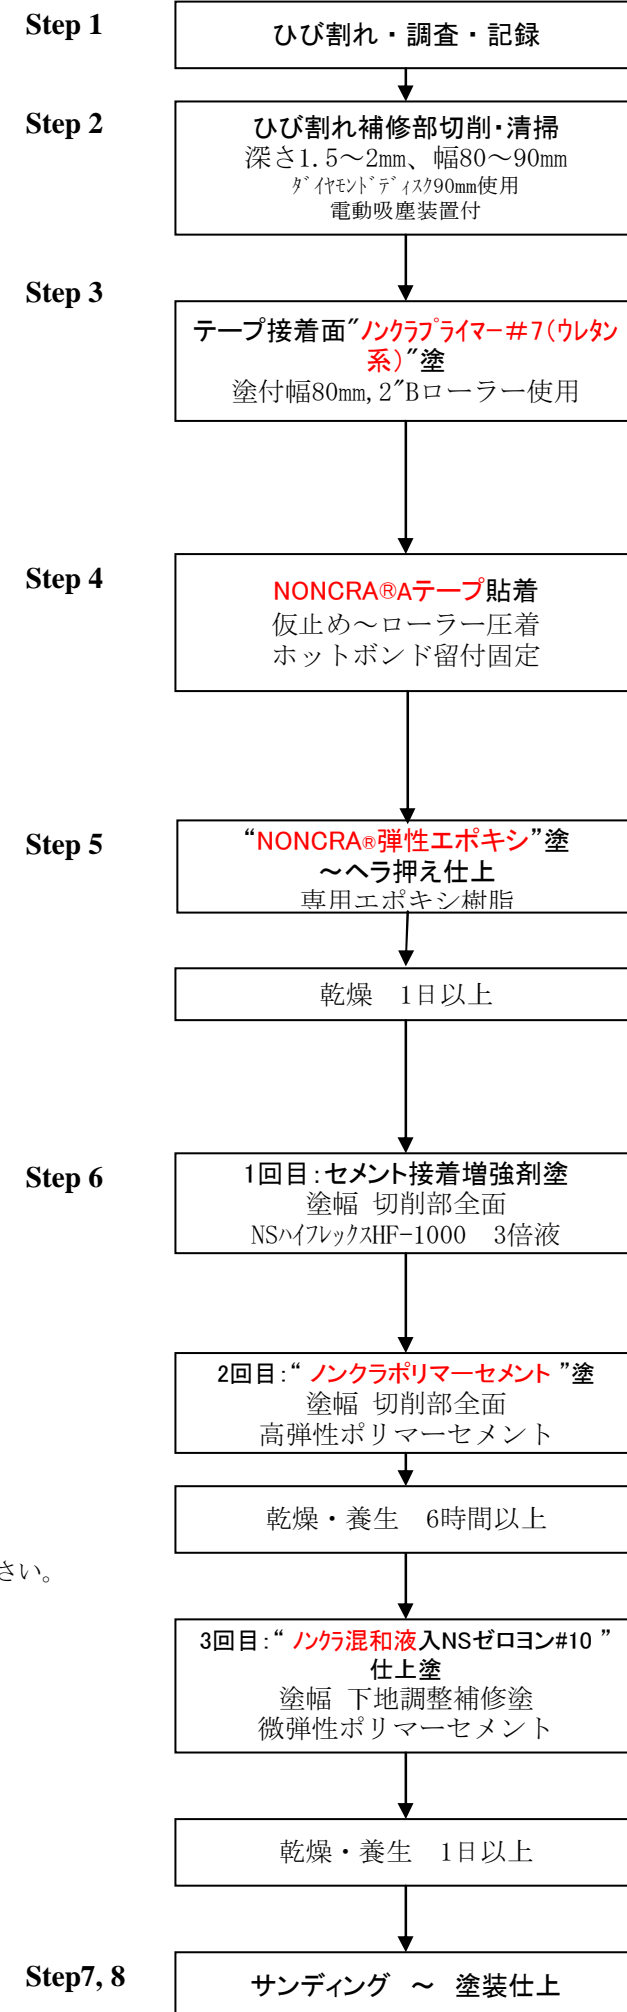 Step 1
ひび割れ・調査・記録
Step 2
ひび割れ補修部切削・清掃
深さ1.5～2mm、幅80～90mm
ﾀﾞｲﾔﾓﾝﾄﾞﾃﾞｨｽｸ90mm使用
電動吸塵装置付
Step 3
テープ接着面"ﾉﾝｸﾗﾌﾟﾗｲﾏｰ＃7(ｳﾚﾀﾝ
系)"塗
塗付幅80mm,2"Bローラー使用
Step 4
NONCRA®Aテープ貼着
仮止め～ローラー圧着
ホットボンド留付固定
Step 5
“NONCRA®弾性エポキシ”塗
～ヘラ押え仕上
専用エポキシ樹脂
乾燥　1日以上
Step 6
1回目：セメント接着増強剤塗
塗幅 切削部全面
NSﾊｲﾌﾚｯｸｽHF-1000　3倍液
2回目：“ ノンクラポリマーセメント ”塗
塗幅 切削部全面
高弾性ポリマーセメント
乾燥・養生　6時間以上
さい。
3回目：“ ﾉﾝｸﾗ混和液入NSゼロヨン#10 ”
仕上塗
塗幅 下地調整補修塗
微弾性ポリマーセメント
乾燥・養生　1日以上
Step7, 8
サンディング ～ 塗装仕上